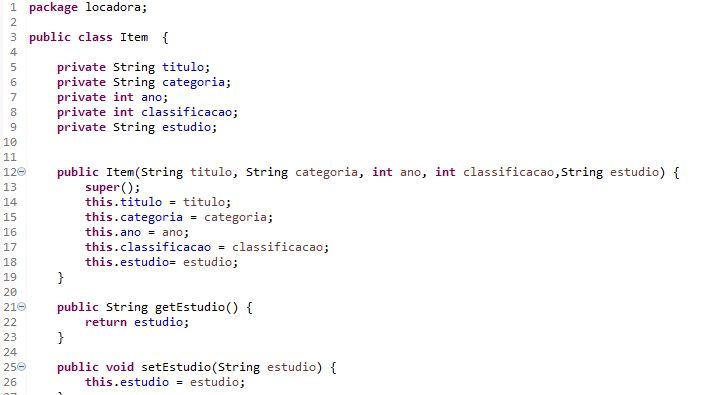 1 package locadora;
2
3 public class Item  {
4
5     private String titulo;
6     private String categoria;
7     private int ano;
8     private int classificacao;
9     private String estudio;
10
11
12     public Item(String titulo, String categoria, int ano, int classificacao,String estudio) {
13         super();
14         this.titulo = titulo;
15         this.categoria = categoria;
16         this.ano = ano;
17         this.classificacao = classificacao;
18         this.estudio= estudio;
19     }
20
21     public String getEstudio() {
22         return estudio;
23     }
24
25     public void setEstudio(String estudio) {
26         this.estudio = estudio;